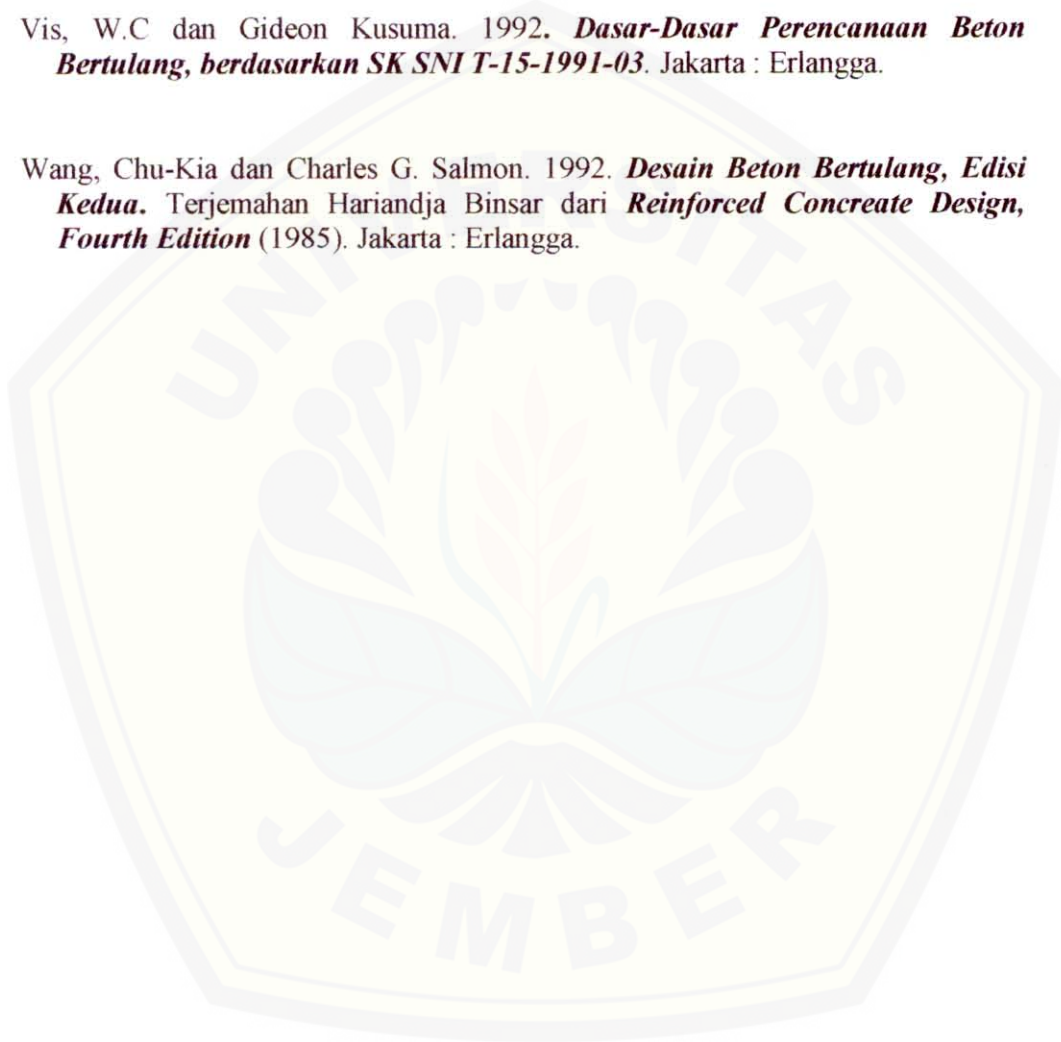 Vis, W.C dan Gideon Kusuma. 1992. Dasar-Dasar Perencanaan Beton
Bertulang, berdasarkan SK SNI T-15-1991-03. Jakarta : Erlangga.
Wang, Chu-Kia dan Charles G. Salmon. 1992. Desain Beton Bertulang, Edisi
Kedua. Terjemahan Hariandja Binsar dari Reinforced Concreate Design,
Fourth Edition (1985). Jakarta : Erlangga.
UNIVERSITAS
JEMBER